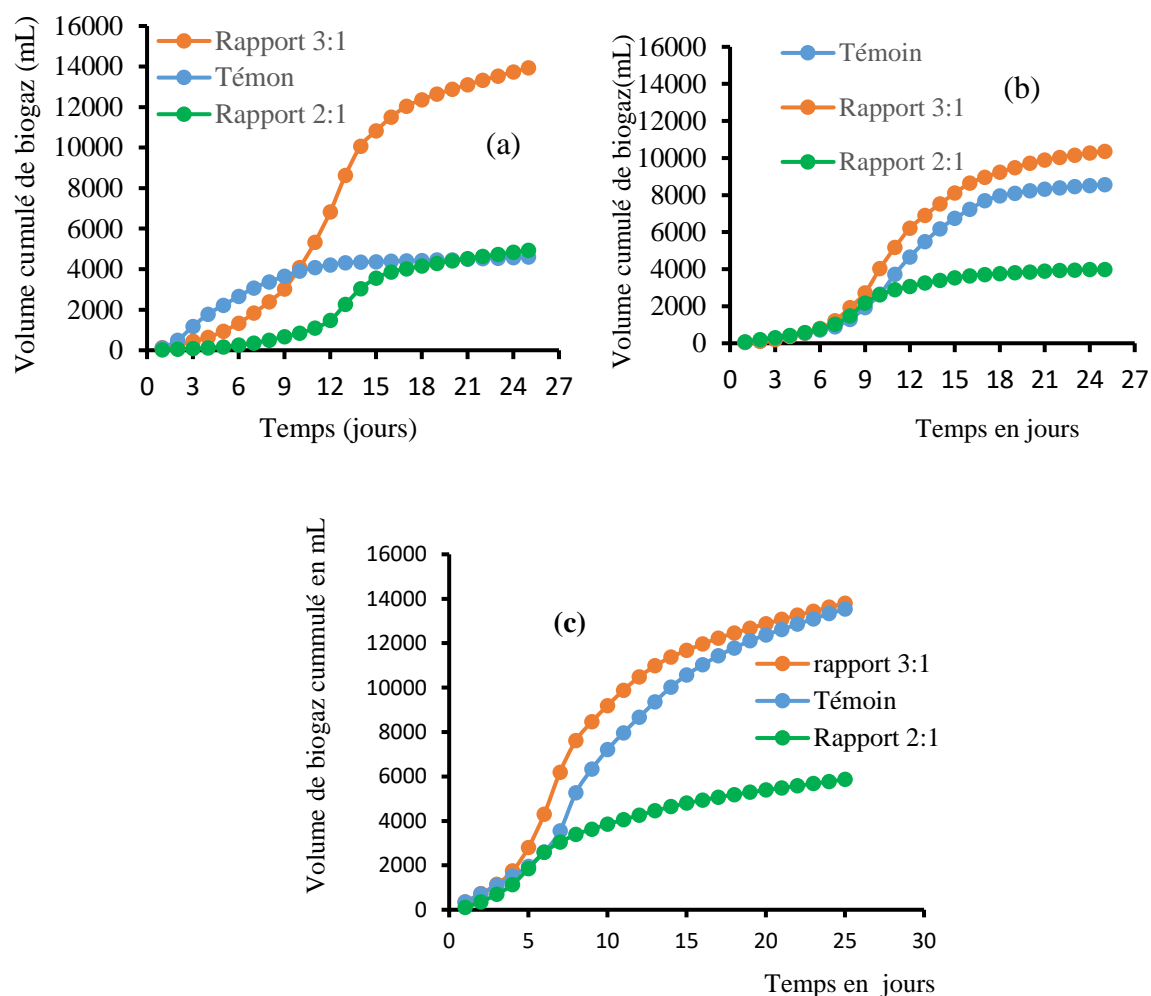 Volume cumulé de biogaz (mL)
16000
14000
12000
10000
8000
6000
4000
2000
0
Rapport 3:1
Témon
Rapport 2:1
(a)
0 3 6 9 12 15 18 21 24 27
Temps (jours)
Volume cumulé de biogaz(mL)
16000
14000
12000
10000
8000
6000
4000
2000
0
Témoin
Rapport 3:1
Rapport 2:1
(b)
0 3 6 9 12 15 18 21 24 27
Temps en jours
Volume de biogaz cummulé en mL
16000
14000
12000
10000
8000
6000
4000
2000
0
(c)
rapport 3:1
Témoin
Rapport 2:1
0 5 10 15 20 25 30
Temps en jours